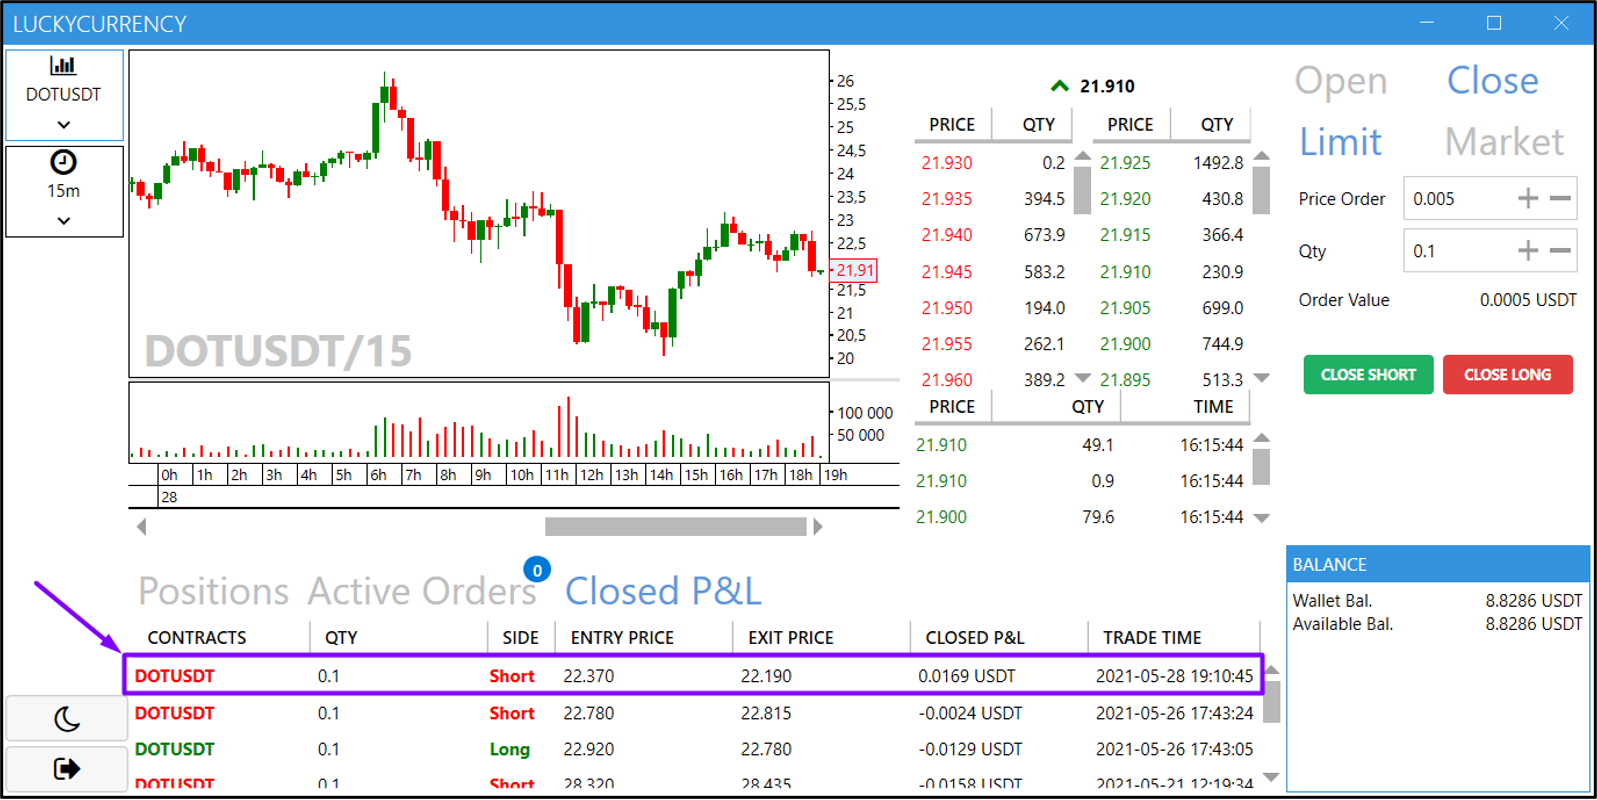 LUCKYCURRENCY
DOTUSDT
15m
26
25,5
25
24,5
24
23,5
23
22,5
21,91
21,5
21
20,5
20
DOTUSDT/15
100 000
50 000
0h 1h 2h 3h 4h 5h 6h 7h 8h 9h 10h 11h 12h 13h 14h 15h 16h 17h 18h 19h
28
21.910
PRICE QTY PRICE QTY
21.930 0.2 21.925 1492.8
21.935 394.5 21.920 430.8
21.940 673.9 21.915 366.4
21.945 583.2 21.910 230.9
21.950 194.0 21.905 699.0
21.955 262.1 21.900 744.9
21.960 389.2 21.895 513.3
PRICE QTY TIME
21.910 49.1 16:15:44
21.910 0.9 16:15:44
21.900 79.6 16:15:44
Open Close
Limit Market
Price Order 0.005
Qty 0.1
Order Value 0.0005 USDT
CLOSE SHORT CLOSE LONG
Positions Active Orders 0 Closed P&L
CONTRACTS QTY SIDE ENTRY PRICE EXIT PRICE CLOSED P&L TRADE TIME
DOTUSDT 0.1 Short 22.370 22.190 0.0169 USDT 2021-05-28 19:10:45
DOTUSDT 0.1 Short 22.780 22.815 -0.0024 USDT 2021-05-26 17:43:24
DOTUSDT 0.1 Long 22.920 22.780 -0.0129 USDT 2021-05-26 17:43:05
DOTUSDT 0.1 Short 28.320 28.435 -0.0158 USDT 2021-05-21 12:19:34
BALANCE
Wallet Bal. 8.8286 USDT
Available Bal. 8.8286 USDT